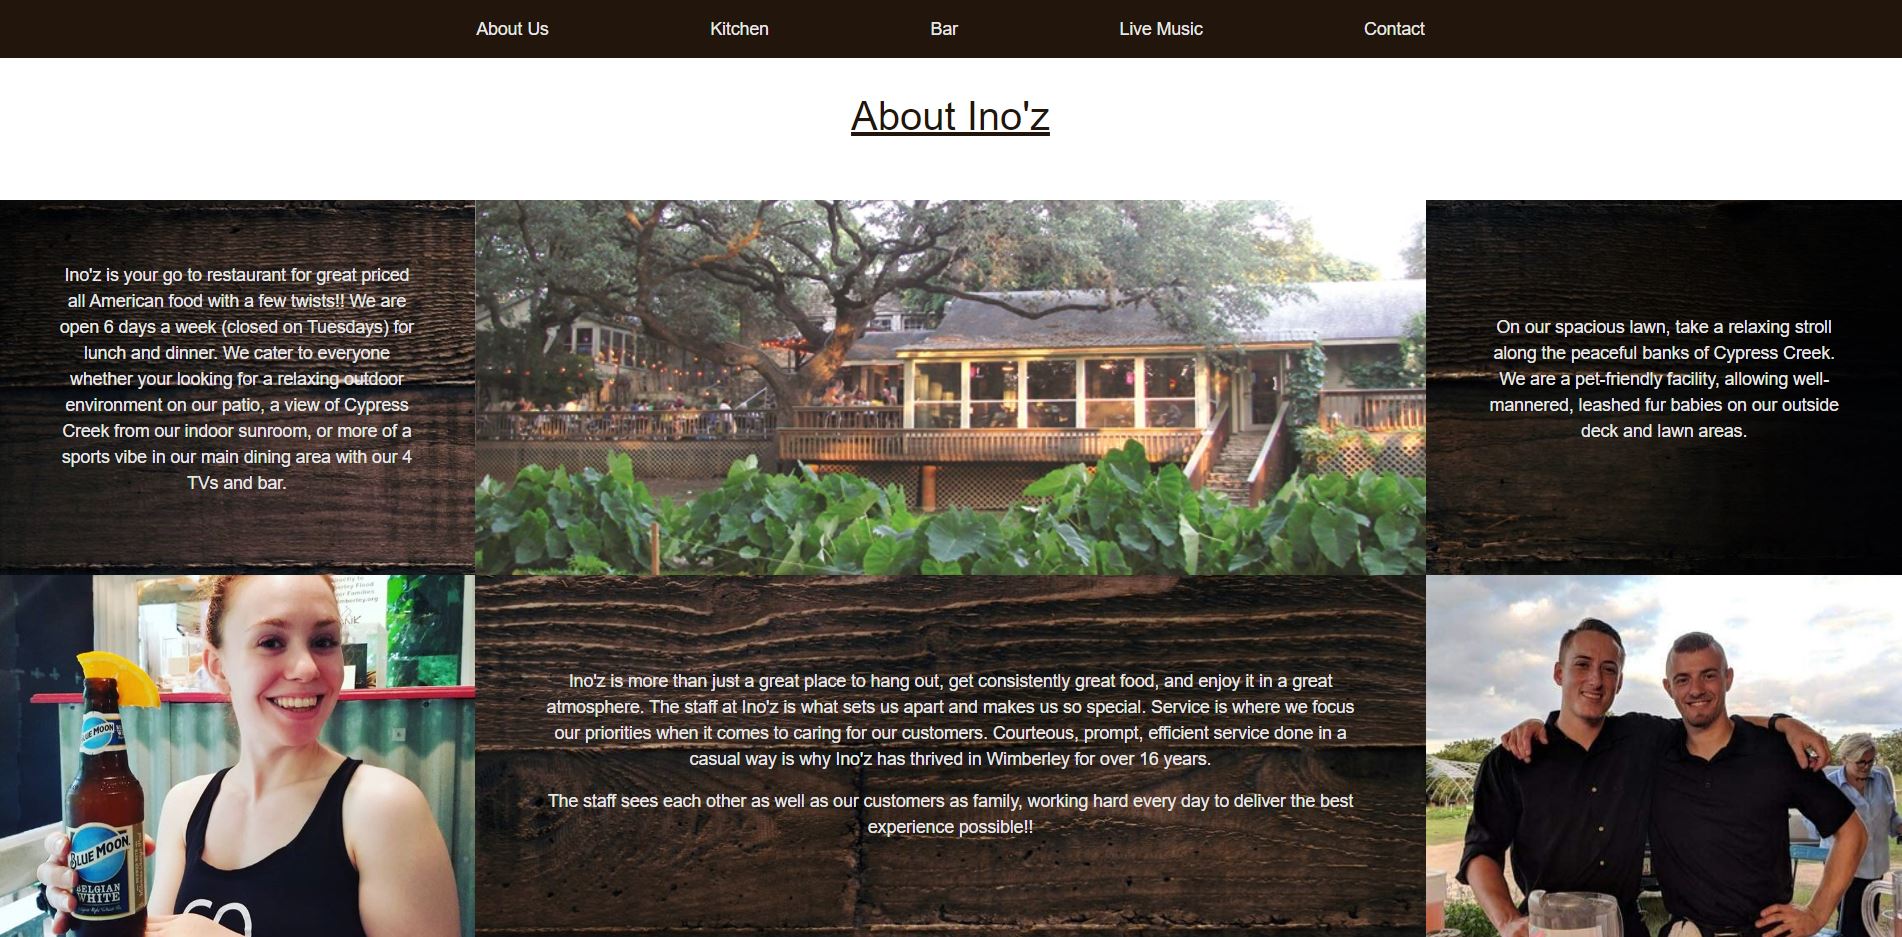 About Us Kitchen Bar Live Music Contact
About Ino'z
Ino'z is your go to restaurant for great priced
all American food with a few twists!! We are
open 6 days a week (closed on Tuesdays) for
lunch and dinner. We cater to everyone
whether your looking for a relaxing outdoor
environment on our patio, a view of Cypress
Creek from our indoor sunroom, or more of a
sports vibe in our main dining area with our 4
TVs and bar.
On our spacious lawn, take a relaxing stroll
along the peaceful banks of Cypress Creek.
We are a pet-friendly facility, allowing well-
mannered, leashed fur babies on our outside
deck and lawn areas.
Flood
Families
BLUE MOON
BLUE MOON
BELGIAN
WHITE
Ino'z is more than just a great place to hang out, get consistently great food, and enjoy it in a great
atmosphere. The staff at Ino'z is what sets us apart and makes us so special. Service is where we focus
our priorities when it comes to caring for our customers. Courteous, prompt, efficient service done in a
casual way is why Ino'z has thrived in Wimberley for over 16 years.
The staff sees each other as well as our customers as family, working hard every day to deliver the best
experience possible!!